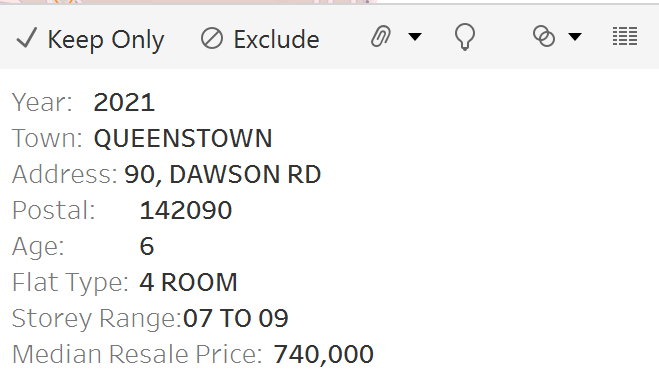 Keep Only Exclude
Year: 2021
Town: QUEENSTOWN
Address: 90, DAWSON RD
Postal: 142090
Age: 6
Flat Type: 4 ROOM
Storey Range:07 TO 09
Median Resale Price: 740,000